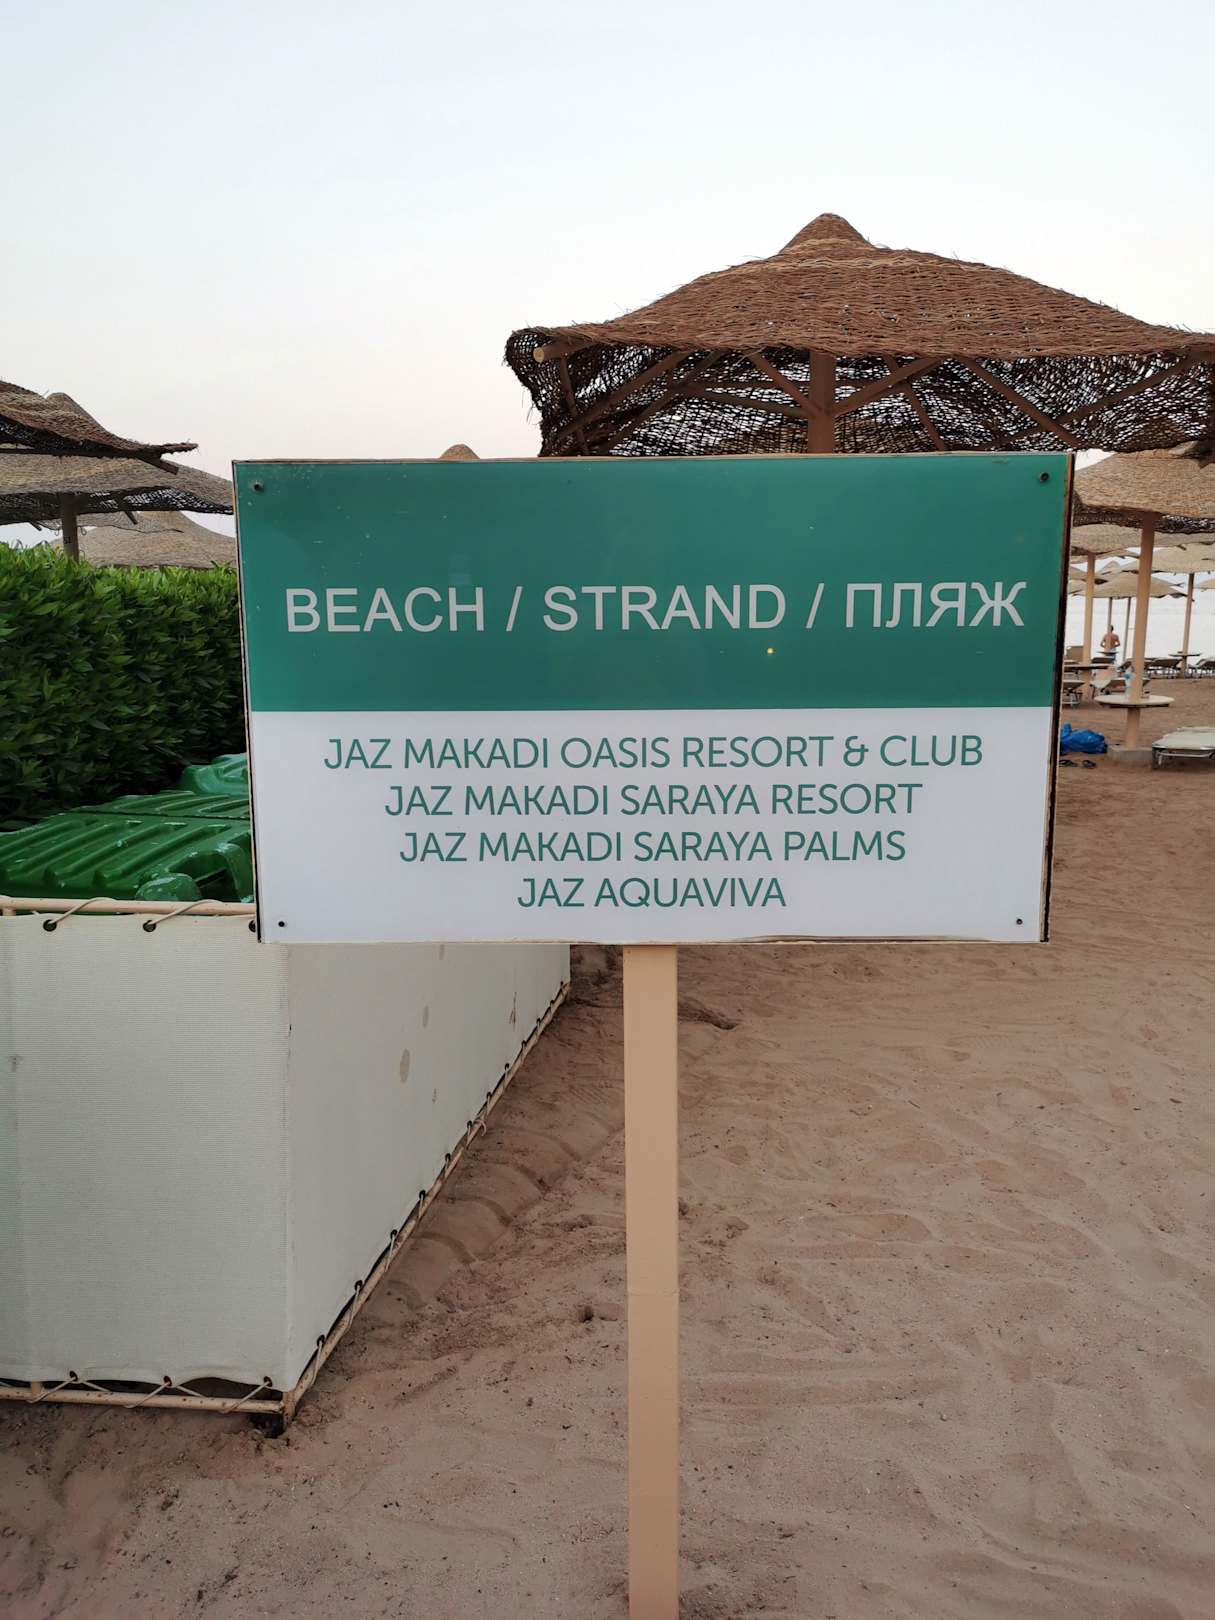 BEACH / STRAND / ПЛЯЖ
JAZ MAKADI OASIS RESORT & CLUB
JAZ MAKADI SARAYA RESORT
JAZ MAKADI SARAYA PALMS
JAZ AQUAVIVA